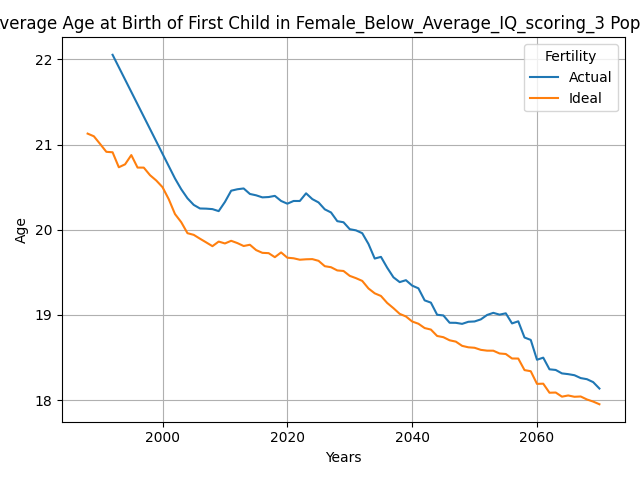 verage Age at Birth of First Child in Female_Below_Average_IQ_scoring_3 Pop
Fertility
Actual
Ideal
22
21
20
19
18
Age
2000
2020
2040
2060
Years